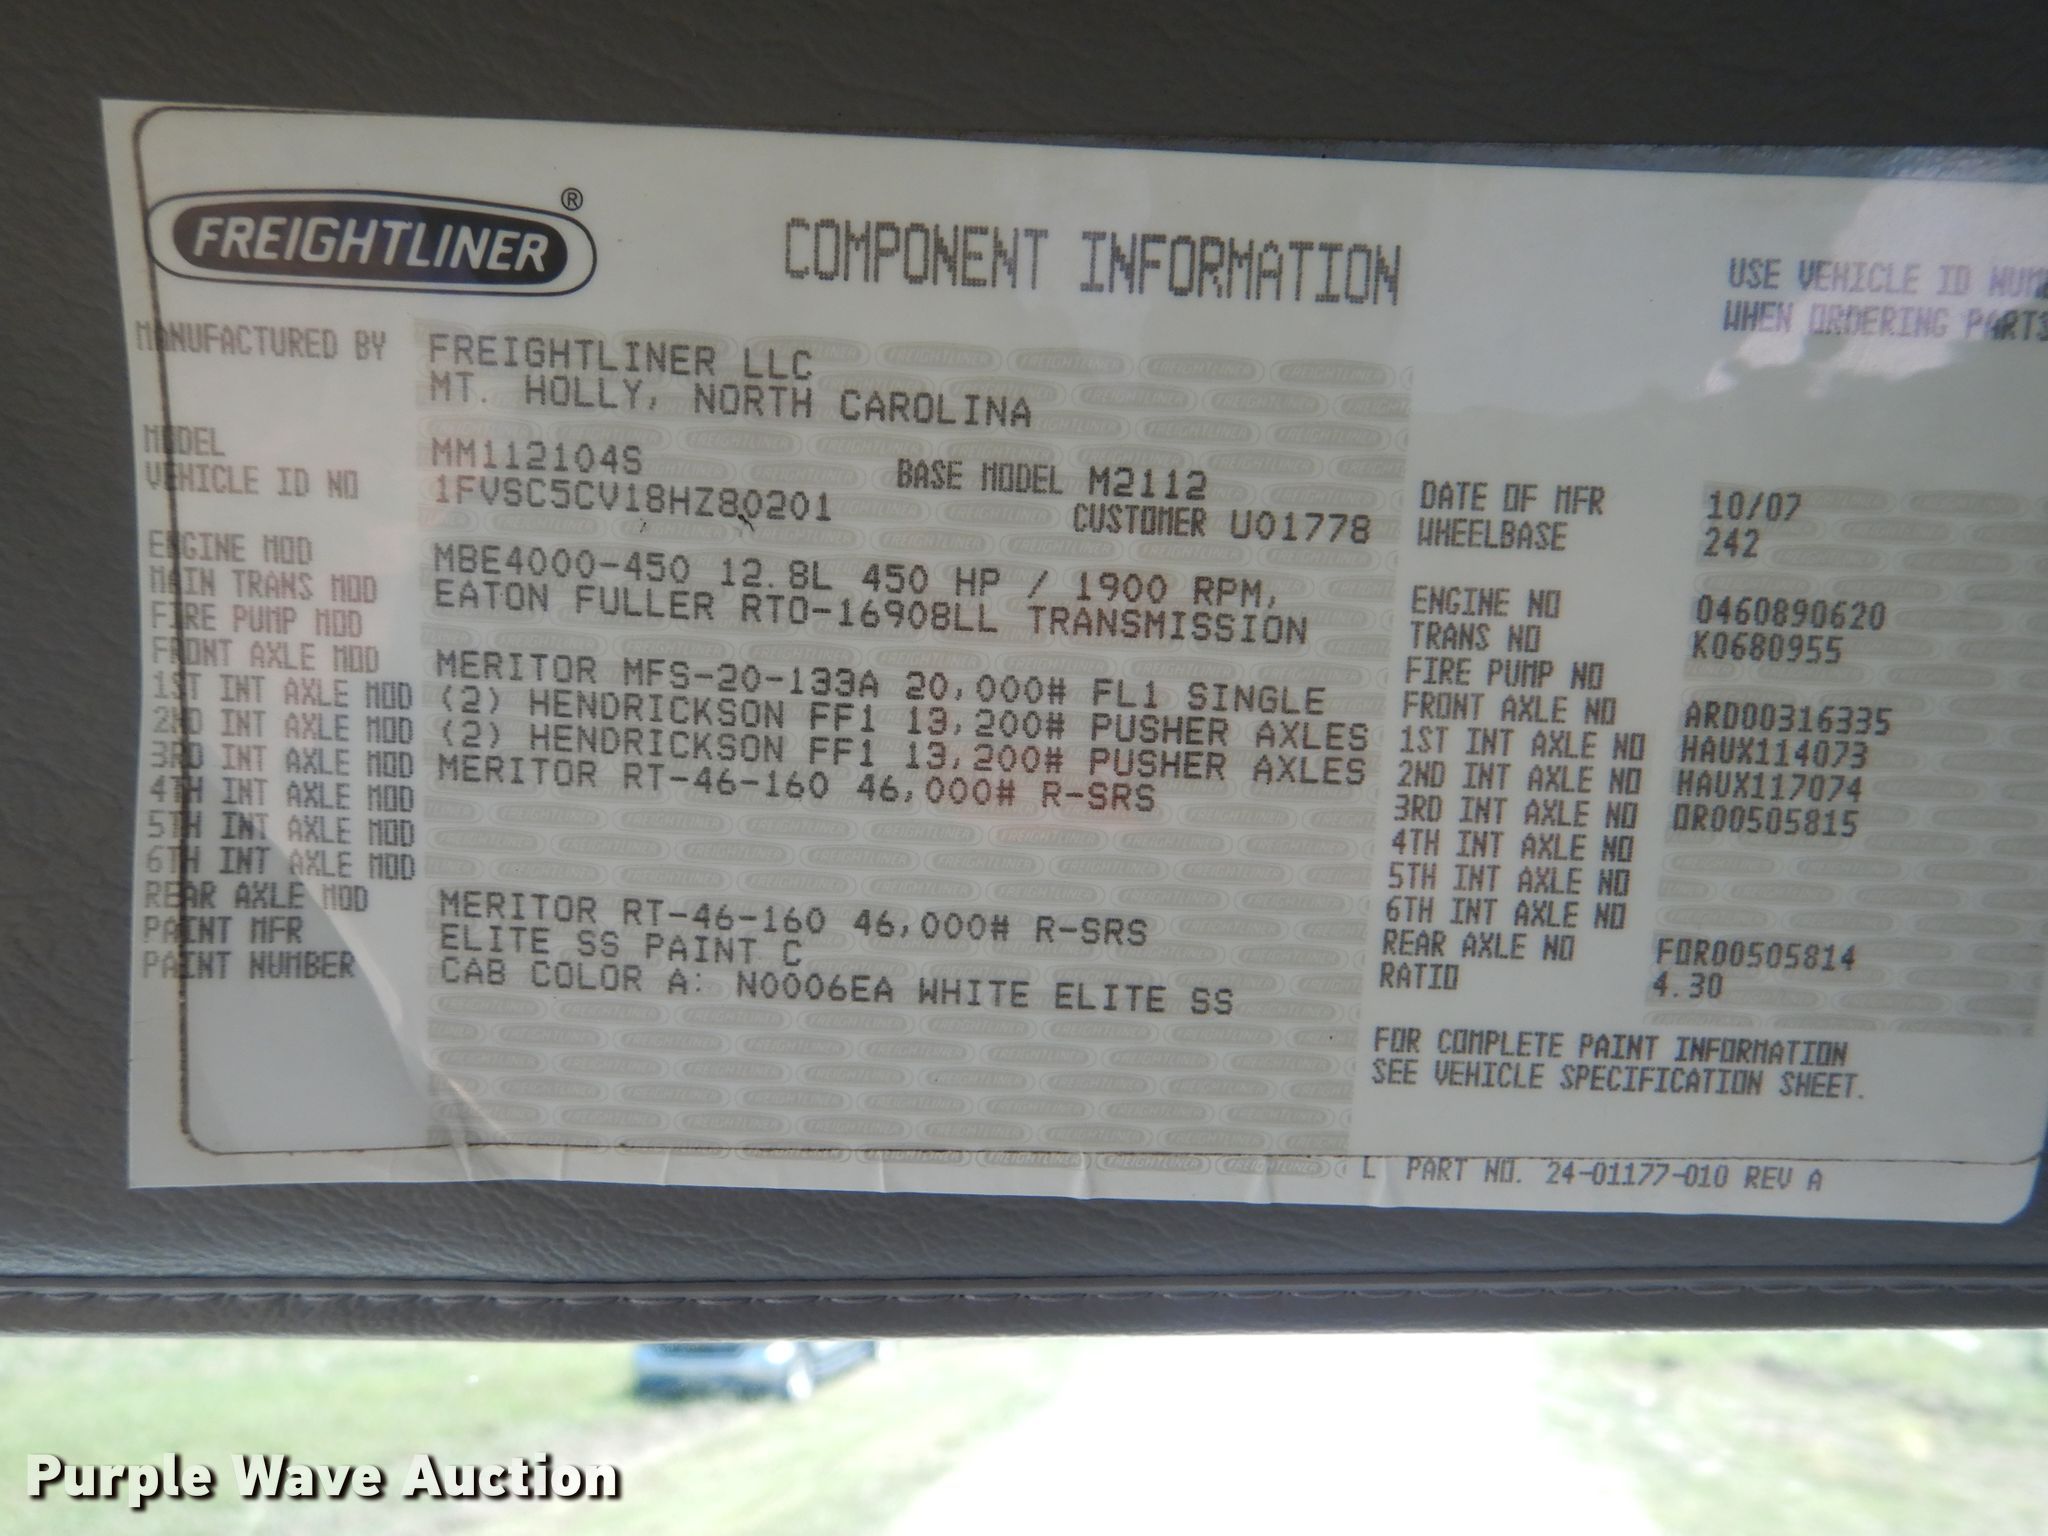 FREIGHTLINER ®
COMPONENT INFORMATION
USE VEHICLE ID
WHEN ORDERING PARTS
MANUFACTURED BY FREIGHTLINER LLC
MT. HOLLY, NORTH CAROLINA
MODEL MM112104S BASE MODEL M2112
VEHICLE ID NO 1FVSC5CV18HZ80201 CUSTOMER U01778
DATE OF MFR 10/07
WHEELBASE 242
ENGINE MOD MBE4000-450 12.8L 450 HP / 1900 RPM,
MAIN TRANS MOD EATON FULLER RTO-16908LL TRANSMISSION
FIRE PUMP MOD
FRONT AXLE MOD MERITOR MFS-20-133A 20,000# FL1 SINGLE
1ST INT AXLE MOD (2) HENDRICKSON FF1 13,200# PUSHER AXLES
2ND INT AXLE MOD (2) HENDRICKSON FF1 13,200# PUSHER AXLES
3RD INT AXLE MOD MERITOR RT-46-160 46,000# R-SRS
4TH INT AXLE MOD
5TH INT AXLE MOD
6TH INT AXLE MOD
REAR AXLE MOD MERITOR RT-46-160 46,000# R-SRS
PAINT MFR ELITE SS PAINT C
PAINT NUMBER CAB COLOR A: N0006EA WHITE ELITE SS
ENGINE NO 0460890620
TRANS NO K0680955
FIRE PUMP NO
FRONT AXLE NO ARD00316335
1ST INT AXLE NO HAUX114073
2ND INT AXLE NO HAUX117074
3RD INT AXLE NO OR00505815
4TH INT AXLE NO
5TH INT AXLE NO
6TH INT AXLE NO
REAR AXLE NO FOR00505814
RATIO 4.30
FOR COMPLETE PAINT INFORMATION
SEE VEHICLE SPECIFICATION SHEET.
L PART NO. 24-01177-010 REV A
Purple Wave Auction